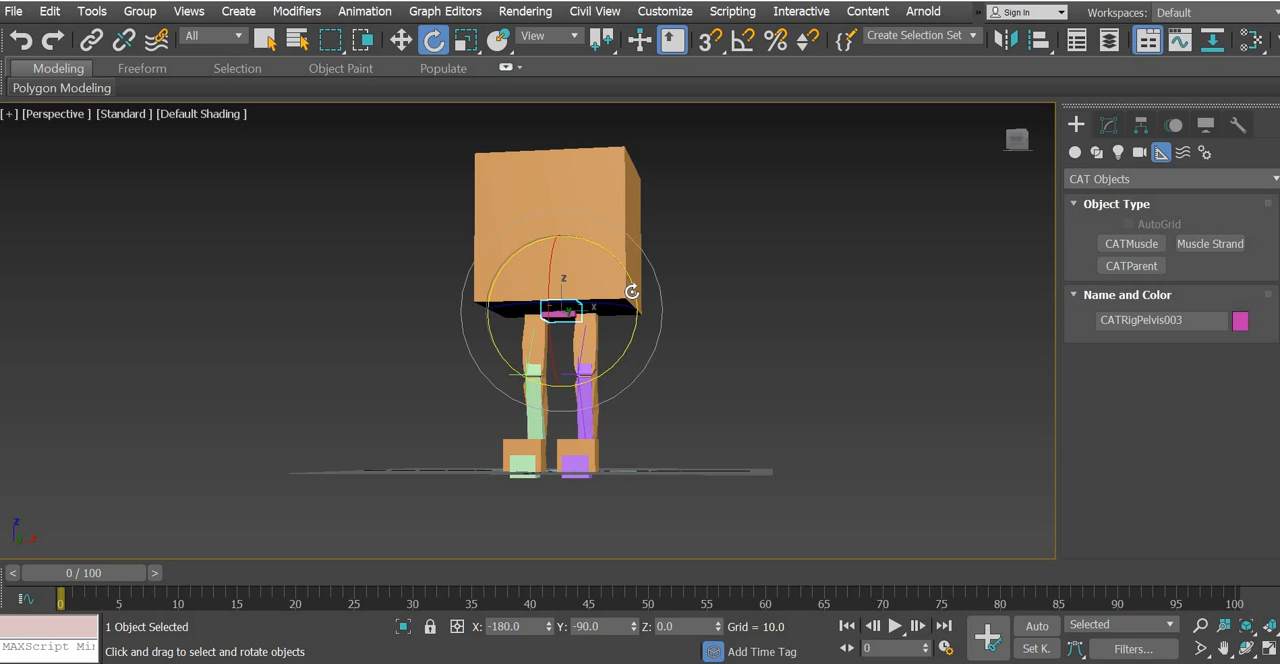 File Edit Tools Group Views Create Modifiers Animation Graph Editors Rendering Civil View Customize Scripting Interactive Content Arnold » Sign In Workspaces: Default
All View 3 Create Selection Set
Modeling Freeform Selection Object Paint Populate
Polygon Modeling
[+] [Perspective ] [Standard ] [Default Shading ]
CAT Objects
Object Type
AutoGrid
CATMuscle Muscle Strand
CATParent
Name and Color
CATRigPelvis003
z
x
z
x
< 0 / 100 >
0 5 10 15 20 25 30 35 40 45 50 55 60 65 70 75 80 85 90 95 100
1 Object Selected X: -180.0 Y: -90.0 Z: 0.0 Grid = 10.0 Auto Selected
MAXScript Mi: Click and drag to select and rotate objects Add Time Tag 0 Set K. Filters...